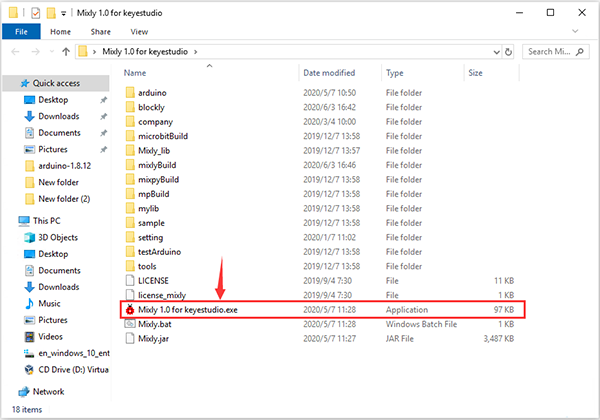 Mixly 1.0 for keyestudio
File Home Share View
Mixly 1.0 for keyestudio
Search Mi...
Name Date modified Type Size
Quick access
Desktop
Downloads
Documents
Pictures
arduino-1.8.12
New folder
New folder (2)
This PC
3D Objects
Desktop
Documents
Downloads
Music
Pictures
Videos
en_windows_10_ent
CD Drive (D:) Virtua
Network
arduino 2020/5/7 10:50 File folder
blockly 2020/6/3 16:42 File folder
company 2020/3/4 10:00 File folder
microbitBuild 2019/12/7 13:58 File folder
Mixly_lib 2019/12/7 13:57 File folder
mixlyBuild 2020/6/3 16:46 File folder
mixpyBuild 2019/12/7 13:58 File folder
mpBuild 2019/12/7 13:58 File folder
mylib 2019/12/7 13:58 File folder
sample 2019/12/7 13:58 File folder
setting 2020/1/7 11:02 File folder
testArduino 2019/12/7 13:58 File folder
tools 2019/12/7 13:58 File folder
LICENSE 2019/9/4 7:30 File 11 KB
license_mixly 2019/9/4 7:30 File 1 KB
Mixly 1.0 for keyestudio.exe 2020/5/7 11:28 Application 97 KB
Mixly.bat 2020/5/7 11:28 Windows Batch File 1 KB
Mixly.jar 2020/5/7 11:27 JAR File 3,487 KB
18 items